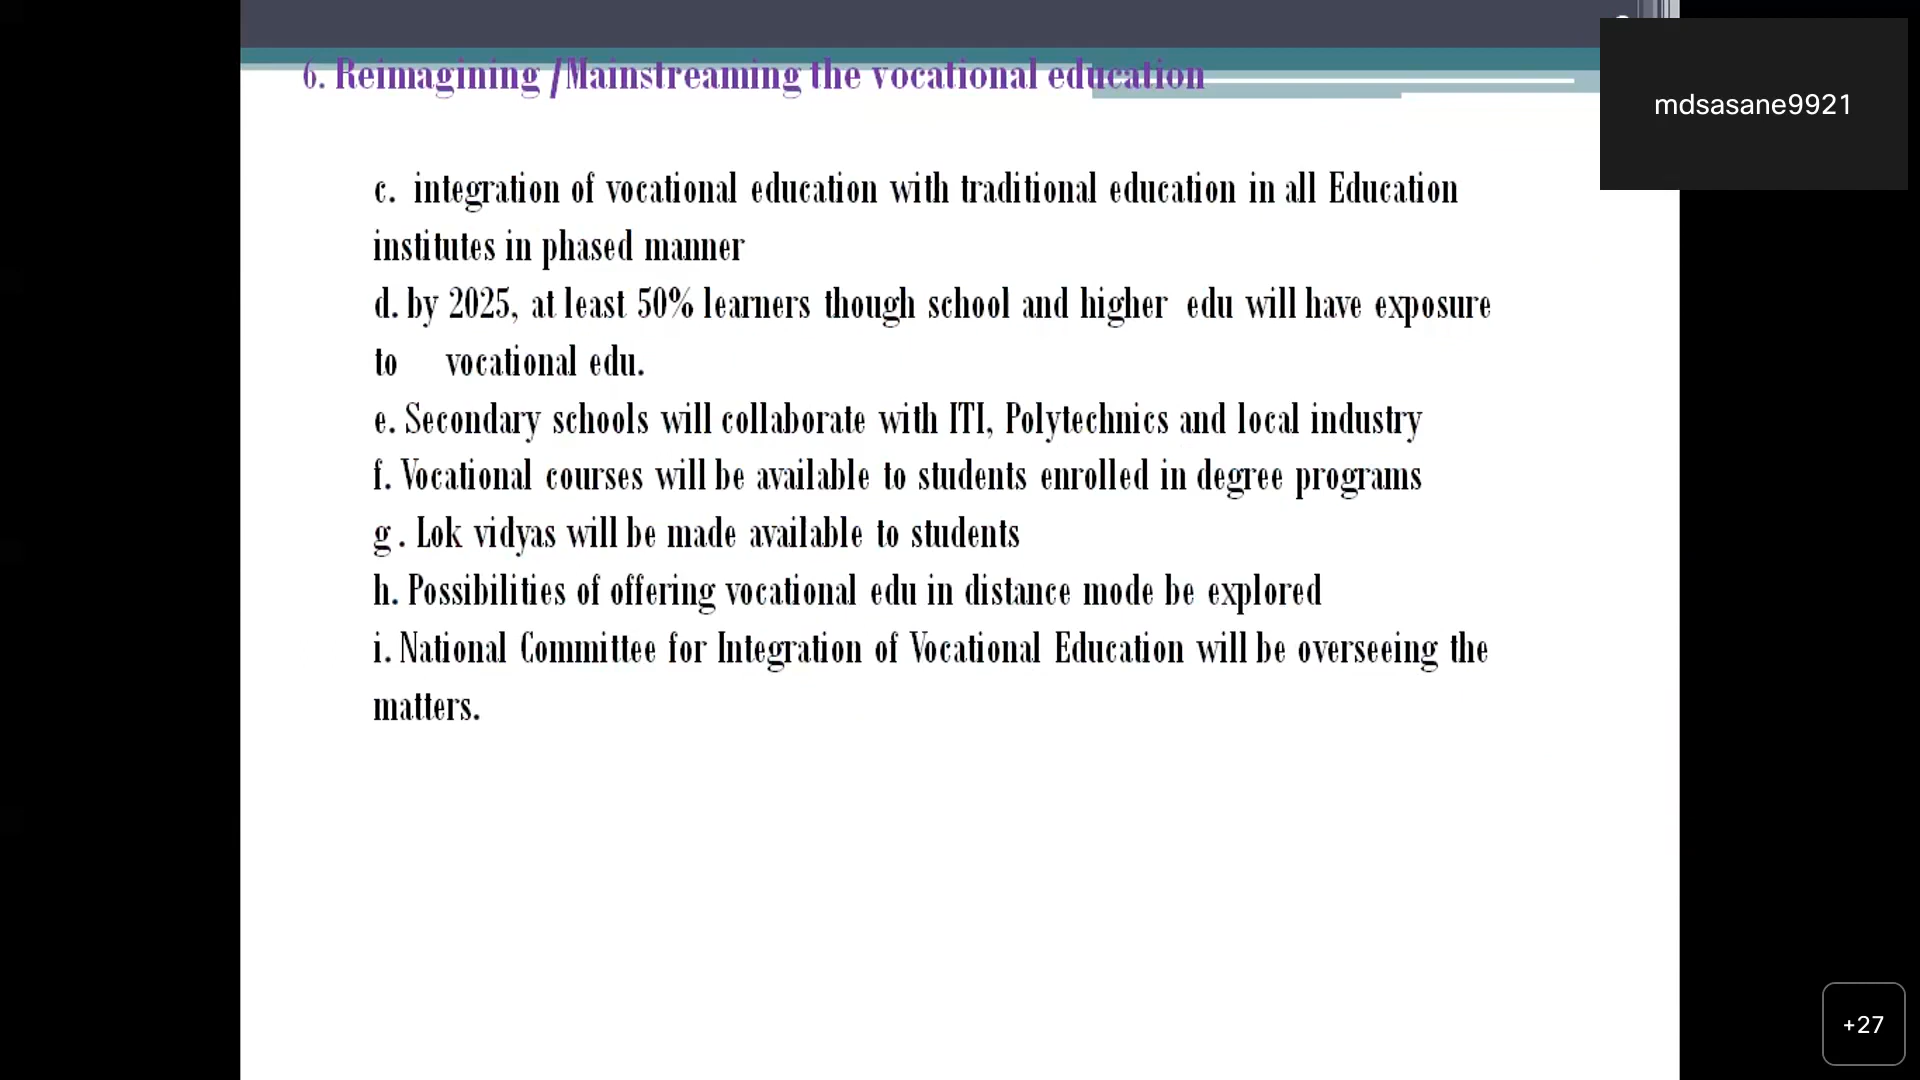 6. Reimagining /Mainstreaming the vocational education
mdsasane9921
c. integration of vocational education with traditional education in all Education
institutes in phased manner
d. by 2025, at least 50% learners though school and higher edu will have exposure
to vocational edu.
e. Secondary schools will collaborate with ITI, Polytechnics and local industry
f. Vocational courses will be available to students enrolled in degree programs
g . Lok vidyas will be made available to students
h. Possibilities of offering vocational edu in distance mode be explored
i. National Committee for Integration of Vocational Education will be overseeing the
matters.
+27